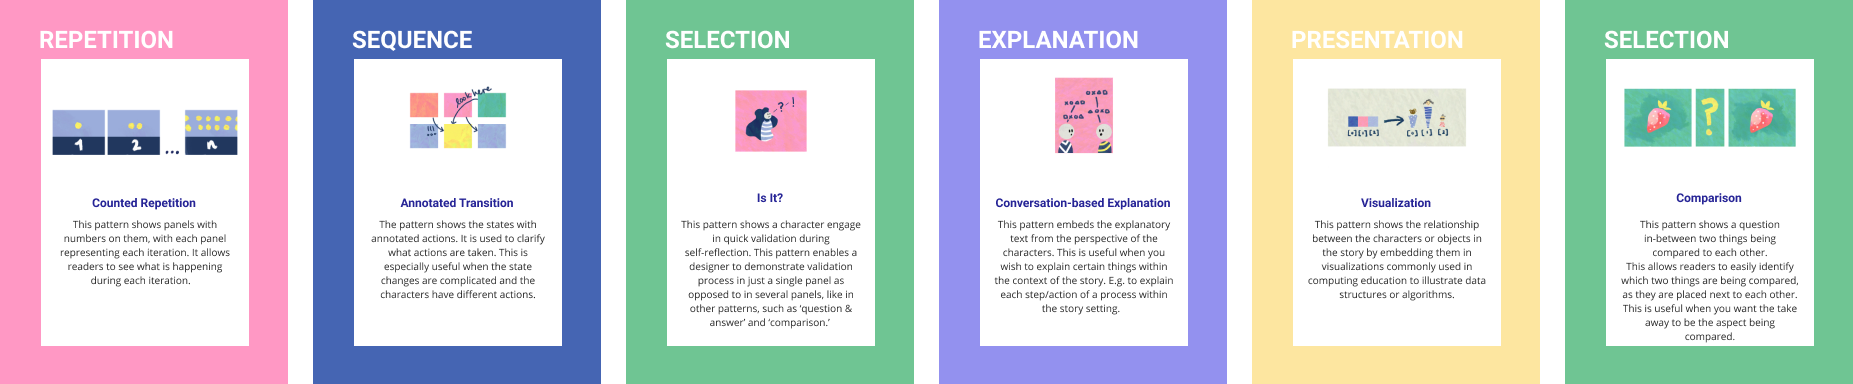 REPETITION
1
2
...
n
Counted Repetition
This pattern shows panels with
numbers on them, with each panel
representing each iteration. It allows
readers to see what is happening
during each iteration.
SEQUENCE
look here
!!!
Annotated Transition
The pattern shows the states with
annotated actions. It is used to clarify
what actions are taken. This is
especially useful when the state
changes are complicated and the
characters have different actions.
SELECTION
? !
Is It?
This pattern shows a character engage
in quick validation during
self-reflection. This pattern enables a
designer to demonstrate validation
process in just a single panel as
opposed to in several panels, like in
other patterns, such as ‘question &
answer’ and ‘comparison.’
EXPLANATION
Conversation-based Explanation
This pattern embeds the explanatory
text from the perspective of the
characters. This is useful when you
wish to explain certain things within
the context of the story. E.g. to explain
each step/action of a process within
the story setting.
PRESENTATION
Visualization
This pattern shows the relationship
between the characters or objects in
the story by embedding them in
visualizations commonly used in
computing education to illustrate data
structures or algorithms.
SELECTION
?
Comparison
This pattern shows a question
in-between two things being
compared to each other.
This allows readers to easily identify
which two things are being compared,
as they are placed next to each other.
This is useful when you want the take
away to be the aspect being
compared.